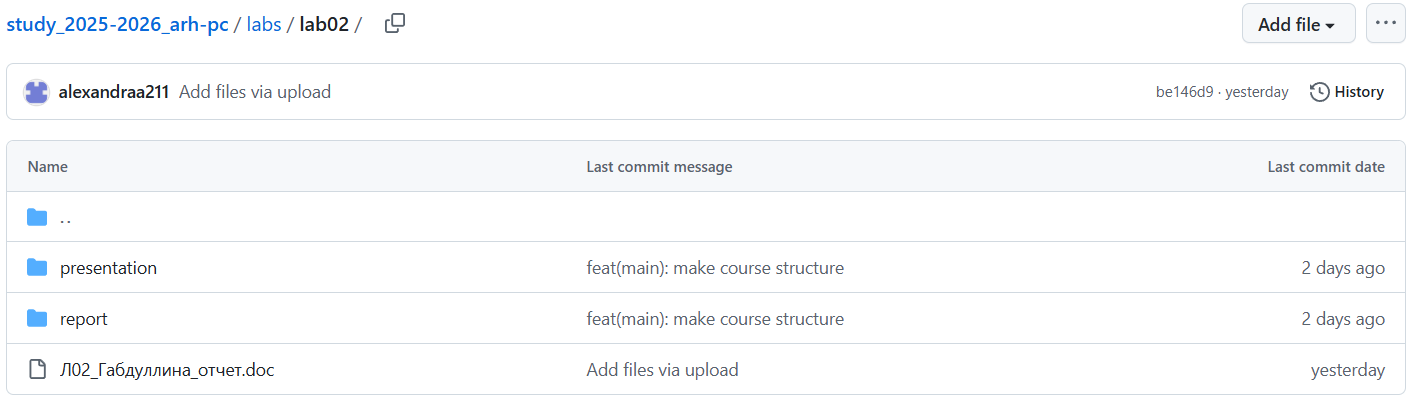 study_2025-2026_arh-pc / labs / lab02 / Add file ...
alexandraa211 Add files via upload be146d9 · yesterday History
Name Last commit message Last commit date
..
presentation feat(main): make course structure 2 days ago
report feat(main): make course structure 2 days ago
Л02_Габдуллина_отчет.doc Add files via upload yesterday